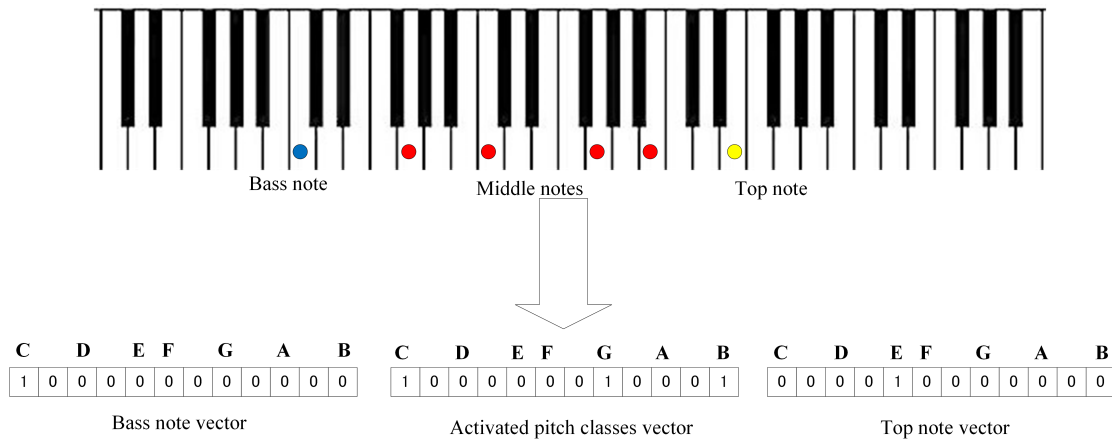 Bass note
Middle notes
Top note
C D E F G A B
1 0 0 0 0 0 0 0 0 0 0 0
Bass note vector
C D E F G A B
1 0 0 0 0 0 0 1 0 0 0 1
Activated pitch classes vector
C D E F G A B
0 0 0 0 1 0 0 0 0 0 0 0
Top note vector